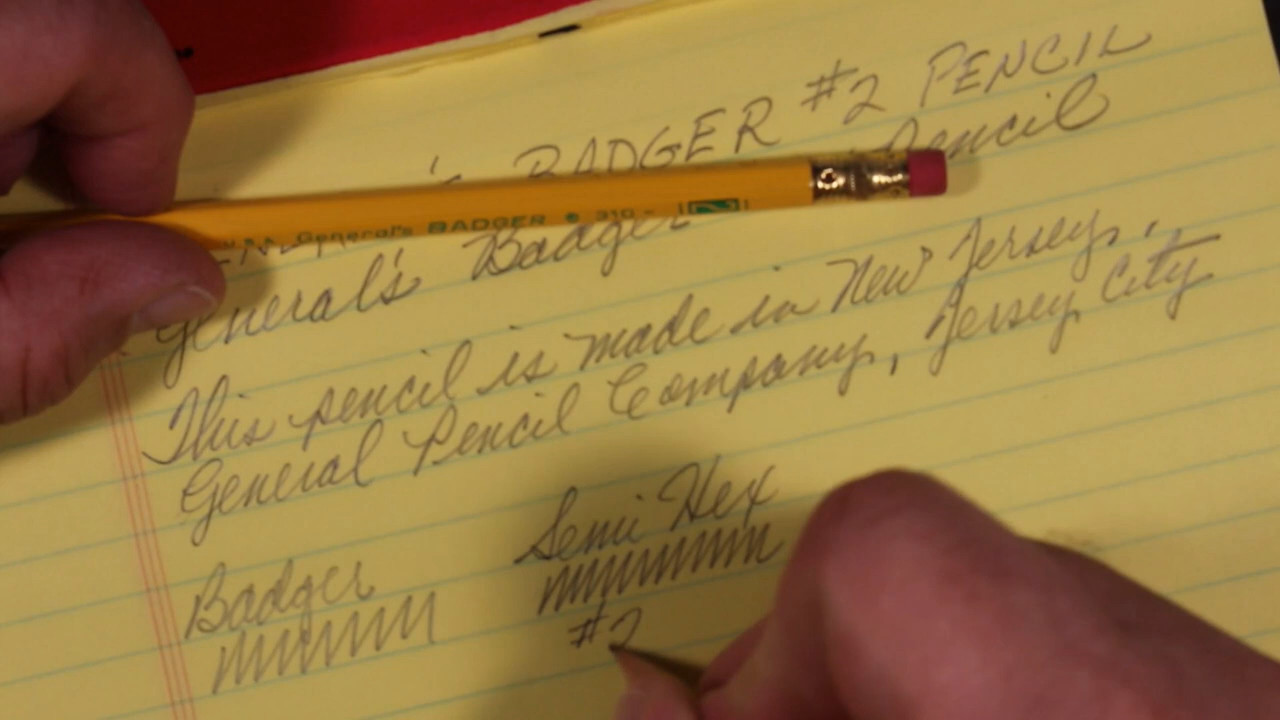 BADGER #2 PENCIL
U.S.A. General's BADGER 310 2
General's Badger Pencil
This pencil is made in New Jersey,
General Pencil Company, Jersey City
Semi Hex
Badger
#2